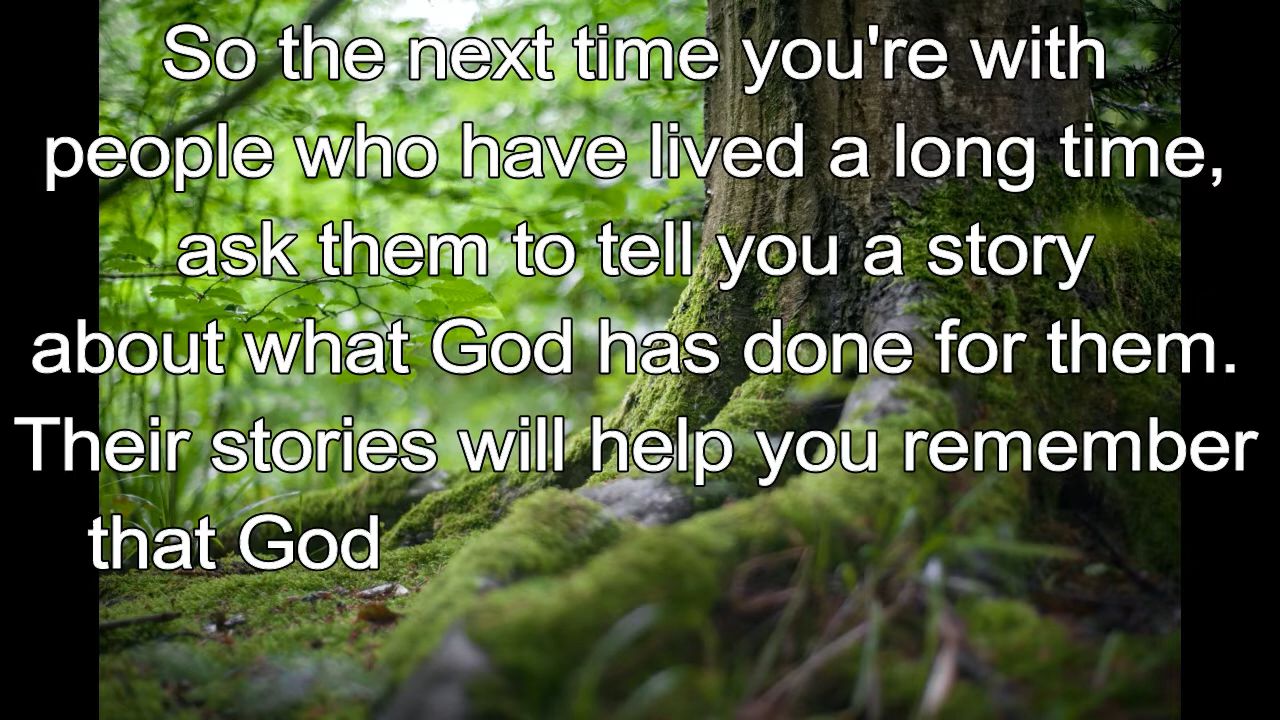 So the next time you're with
people who have lived a long time,
ask them to tell you a story
about what God has done for them.
Their stories will help you remember
that God